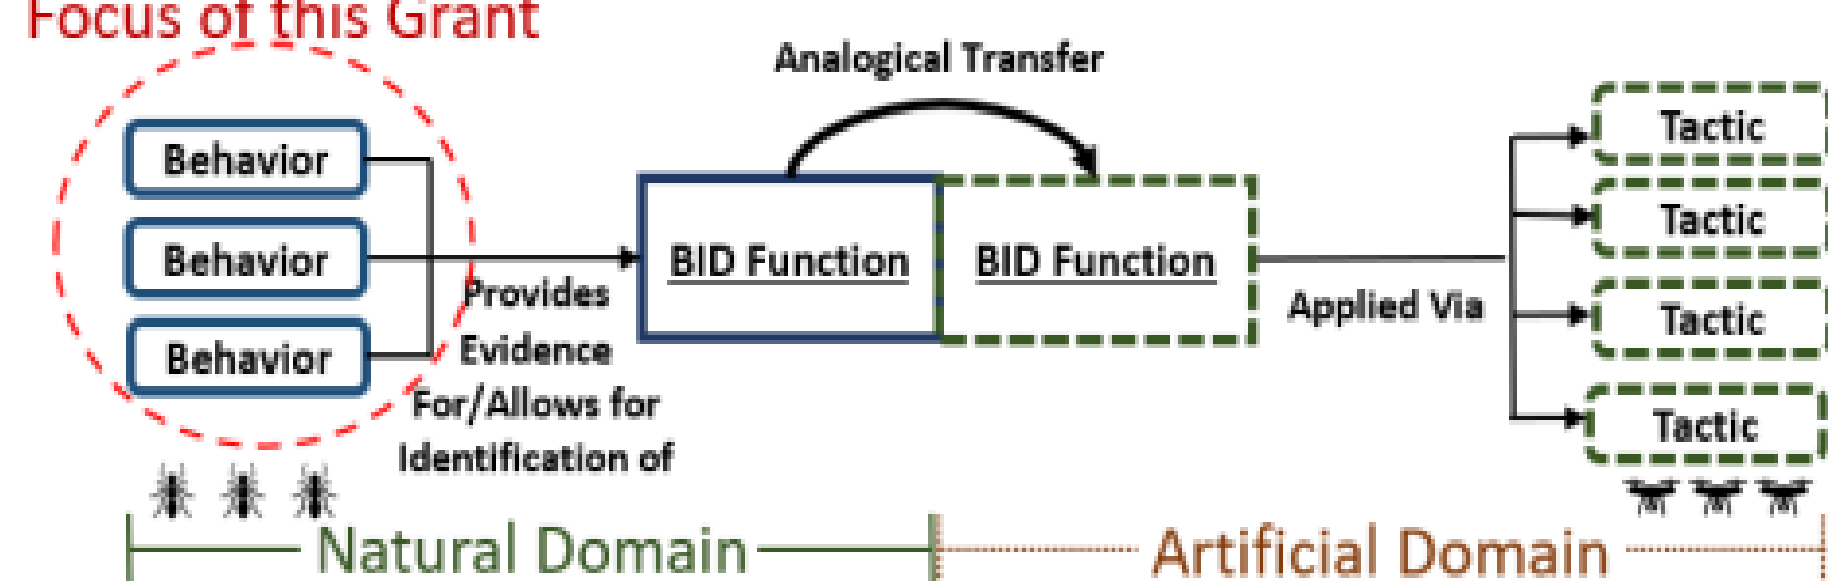 Focus of this Grant
Analogical Transfer
Behavior
Behavior
Behavior
Provides
Evidence
For/Allows for
Identification of
BID Function
BID Function
Applied Via
Tactic
Tactic
Tactic
Tactic
Natural Domain
Artificial Domain